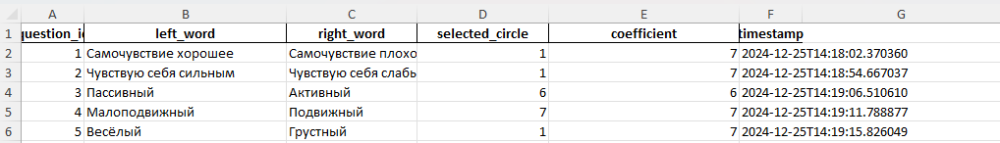 A B C D E F G
1 question_i left_word right_word selected_circle coefficient timestamp
2 1 Самочувствие хорошее Самочувствие плохо 1 7 2024-12-25T14:18:02.370360
3 2 Чувствую себя сильным Чувствую себя слабы 1 7 2024-12-25T14:18:54.667037
4 3 Пассивный Активный 6 6 2024-12-25T14:19:06.510610
5 4 Малоподвижный Подвижный 7 7 2024-12-25T14:19:11.788877
6 5 Весёлый Грустный 1 7 2024-12-25T14:19:15.826049